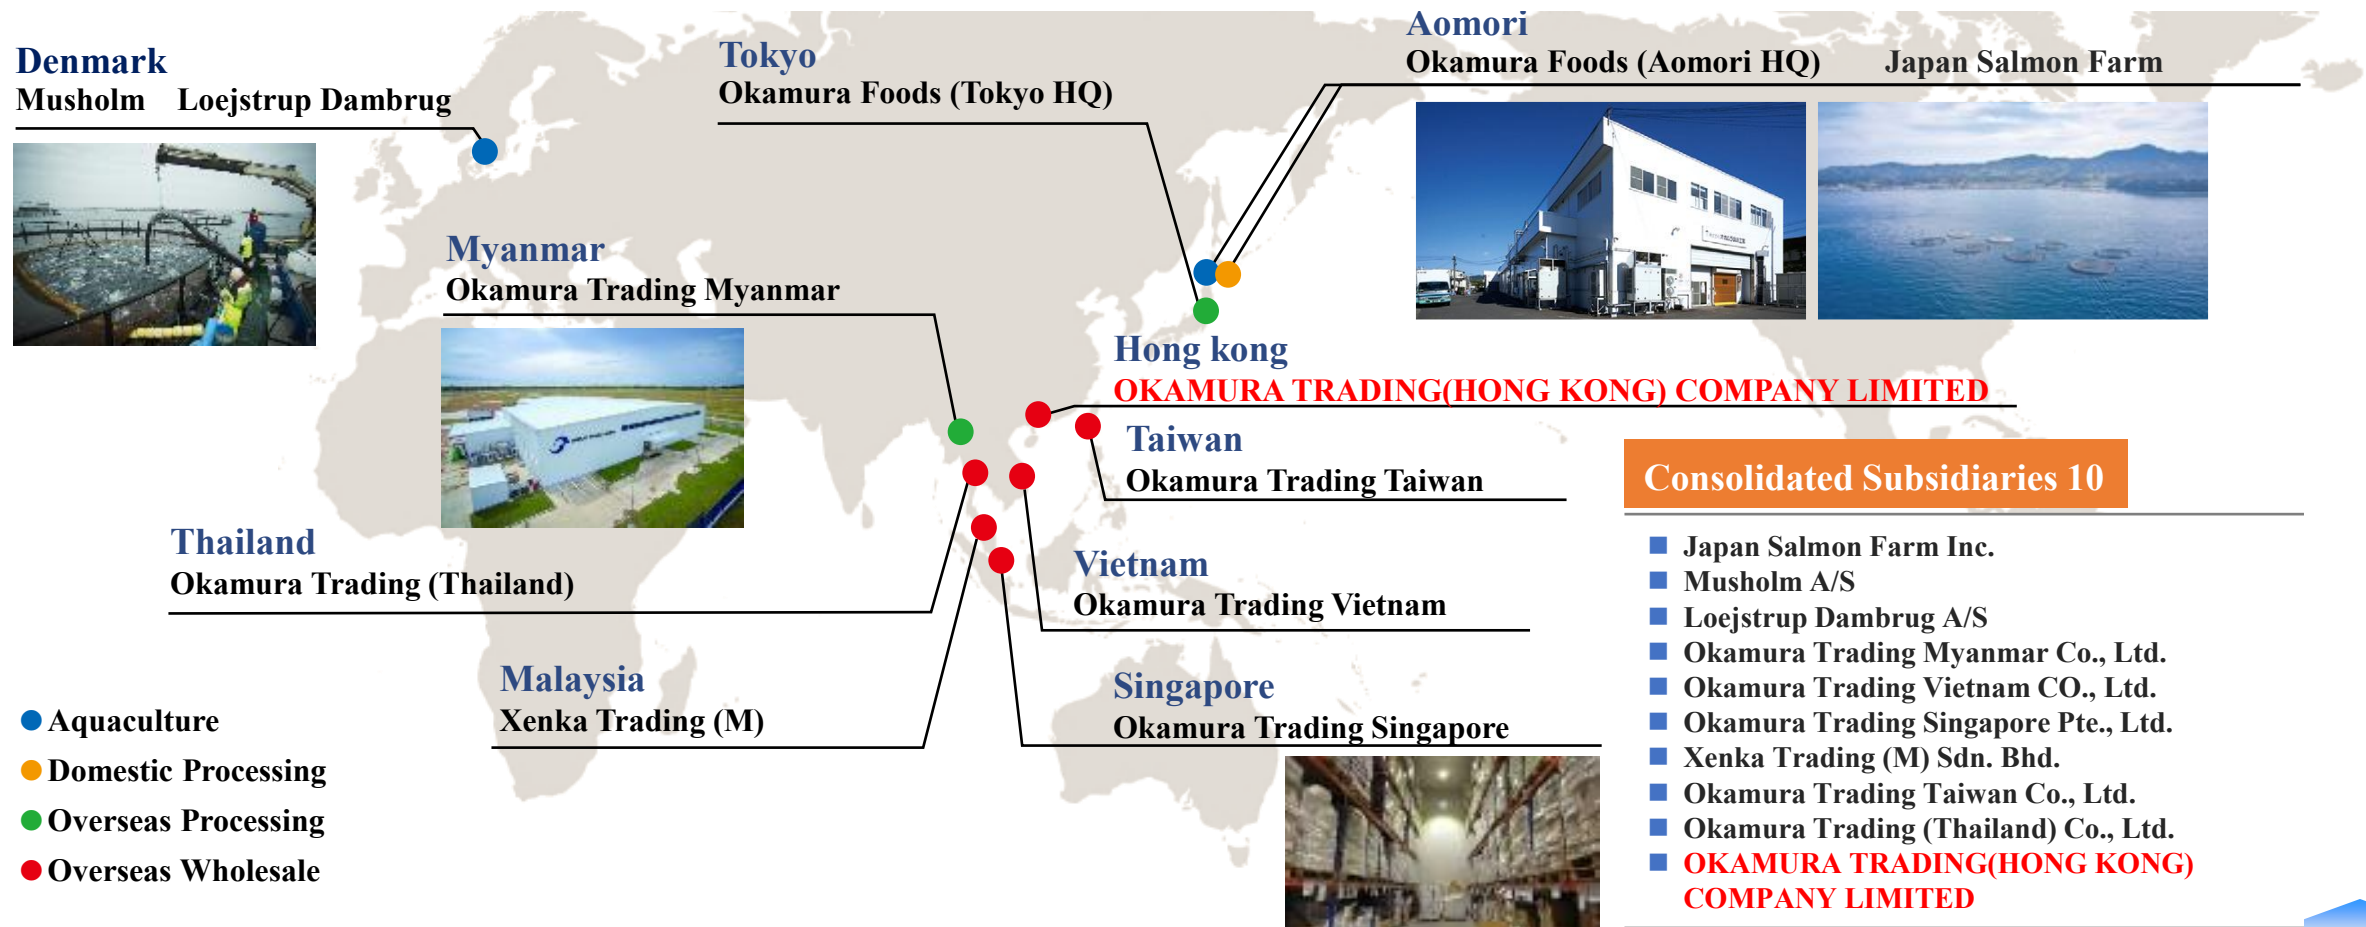 Denmark
Musholm Loejstrup Dambrug
Tokyo
Okamura Foods (Tokyo HQ)
Aomori
Okamura Foods (Aomori HQ) Japan Salmon Farm
Myanmar
Okamura Trading Myanmar
Hong kong
OKAMURA TRADING(HONG KONG) COMPANY LIMITED
Taiwan
Okamura Trading Taiwan
Thailand
Okamura Trading (Thailand)
Vietnam
Okamura Trading Vietnam
Malaysia
Xenka Trading (M)
Singapore
Okamura Trading Singapore
Aquaculture
Domestic Processing
Overseas Processing
Overseas Wholesale
Consolidated Subsidiaries 10
Japan Salmon Farm Inc.
Musholm A/S
Loejstrup Dambrug A/S
Okamura Trading Myanmar Co., Ltd.
Okamura Trading Vietnam CO., Ltd.
Okamura Trading Singapore Pte., Ltd.
Xenka Trading (M) Sdn. Bhd.
Okamura Trading Taiwan Co., Ltd.
Okamura Trading (Thailand) Co., Ltd.
OKAMURA TRADING(HONG KONG)
COMPANY LIMITED